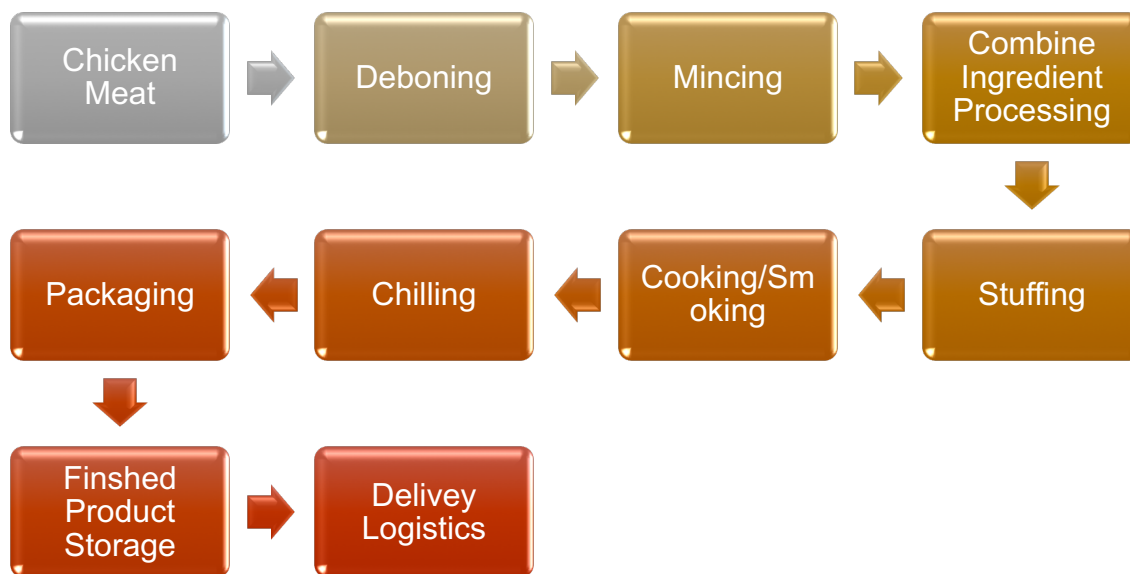 Chicken
Meat
Deboning
Mincing
Combine
Ingredient
Processing
Stuffing
Cooking/Sm
oking
Chilling
Packaging
Finshed
Product
Storage
Delivey
Logistics